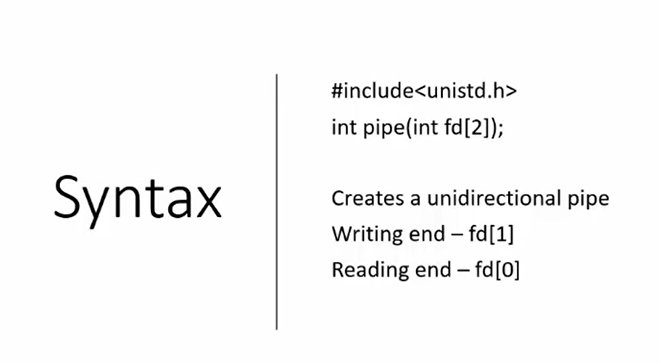 Syntax
#include<unistd.h>
int pipe(int fd[2]);
Creates a unidirectional pipe
Writing end – fd[1]
Reading end – fd[0]